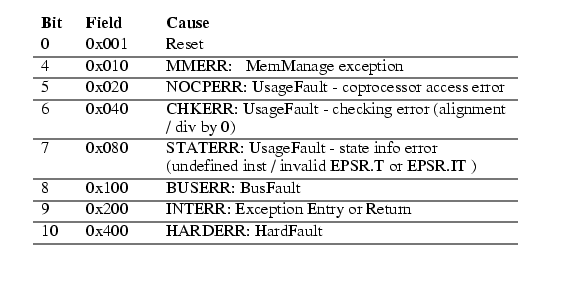 Bit Field Cause
0 0x001 Reset
4 0x010 MMERR: MemManage exception
5 0x020 NOCPERR: UsageFault - coprocessor access error
6 0x040 CHKERR: UsageFault - checking error (alignment
/ div by 0)
7 0x080 STATERR: UsageFault - state info error
(undefined inst / invalid EPSR.T or EPSR.IT )
8 0x100 BUSERR: BusFault
9 0x200 INTERR: Exception Entry or Return
10 0x400 HARDERR: HardFault